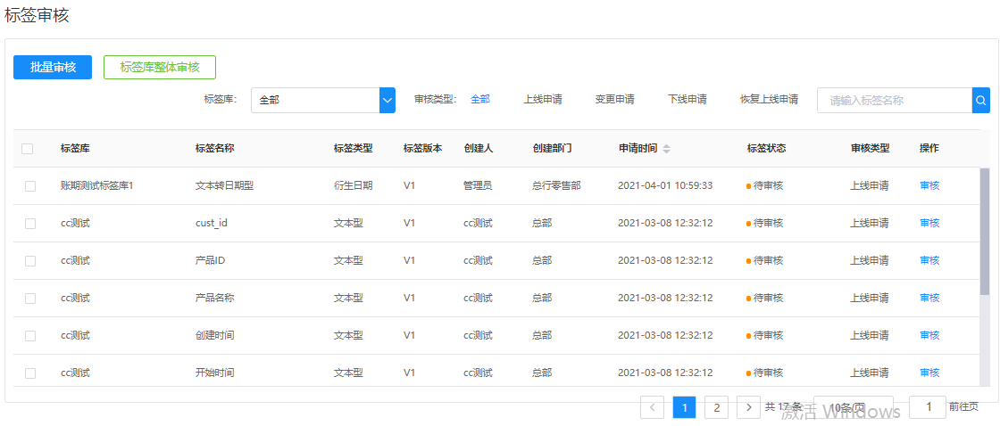 标签审核
批量审核 标签库整体审核
标签库： 全部 审核类型： 全部 上线申请 变更申请 下线申请 恢复上线申请 请输入标签名称
标签库 标签名称 标签类型 标签版本 创建人 创建部门 申请时间 标签状态 审核类型 操作
账期测试标签库1 文本转日期型 衍生日期 V1 管理员 总行零售部 2021-04-01 10:59:33 待审核 上线申请 审核
cc测试 cust_id 文本型 V1 cc测试 总部 2021-03-08 12:32:12 待审核 上线申请 审核
cc测试 产品ID 文本型 V1 cc测试 总部 2021-03-08 12:32:12 待审核 上线申请 审核
cc测试 产品名称 文本型 V1 cc测试 总部 2021-03-08 12:32:12 待审核 上线申请 审核
cc测试 创建时间 文本型 V1 cc测试 总部 2021-03-08 12:32:12 待审核 上线申请 审核
cc测试 开始时间 文本型 V1 cc测试 总部 2021-03-08 12:32:12 待审核 上线申请 审核
1 2 共 17 条 10条/页 1 前往页
激活 Windows